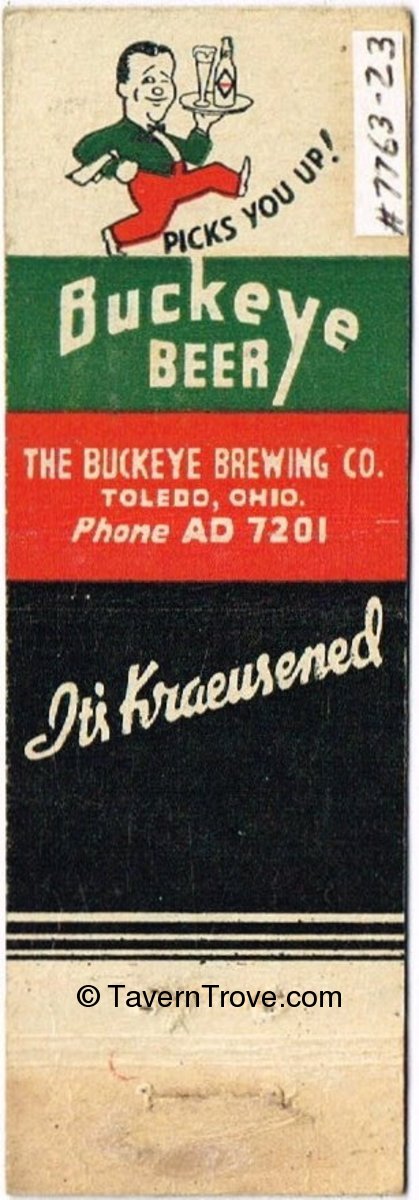 #7763-23
PICKS YOU UP!
Buckeye
BEER
THE BUCKEYE BREWING CO.
TOLEDO, OHIO.
Phone AD 7201
It's Kraeusened
© TavernTrove.com